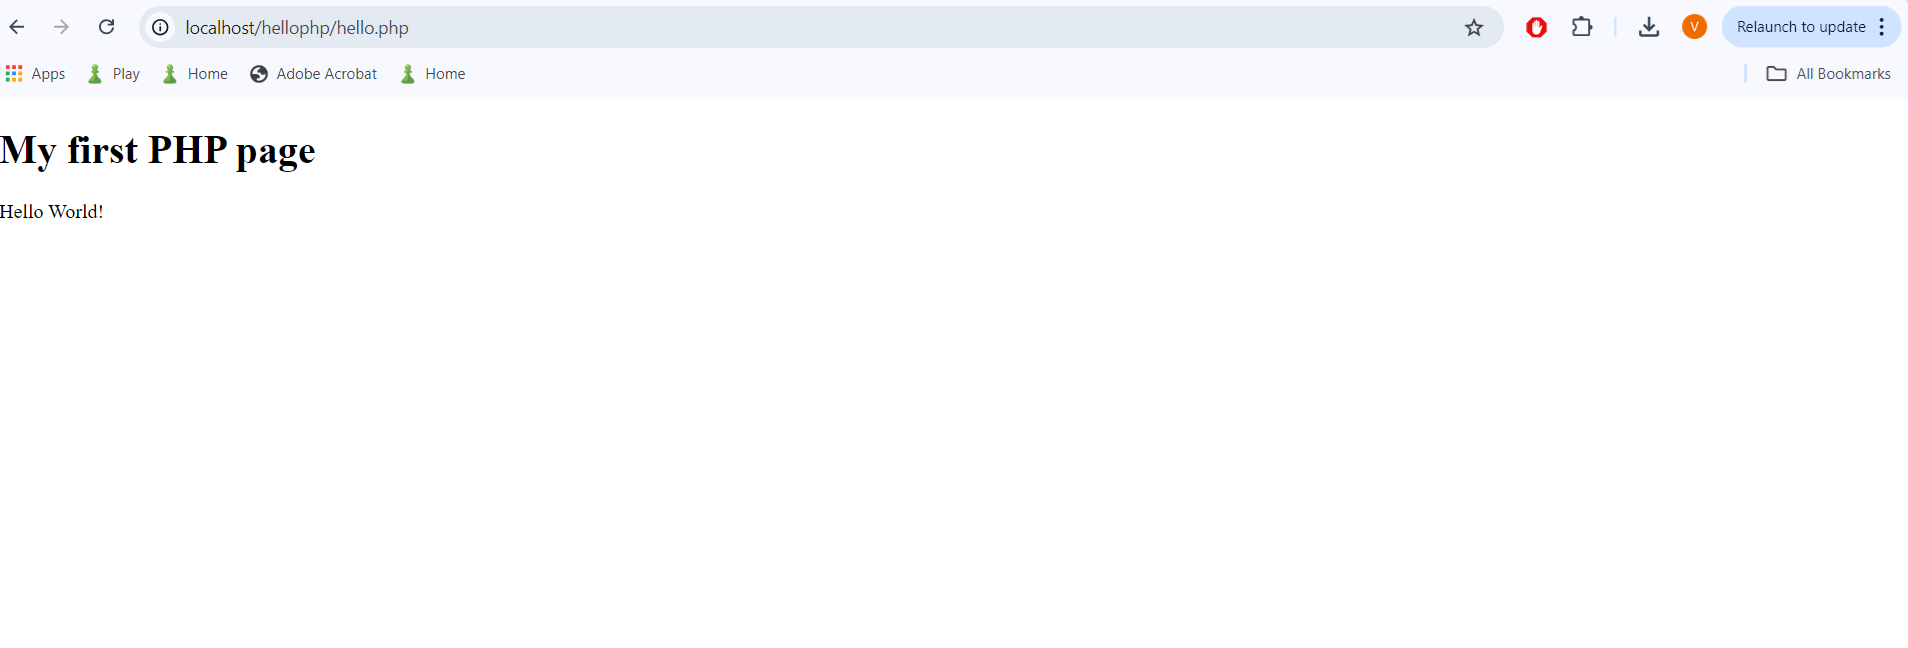 localhost/hellophp/hello.php
V
Relaunch to update
Apps Play Home Adobe Acrobat Home All Bookmarks
My first PHP page
Hello World!